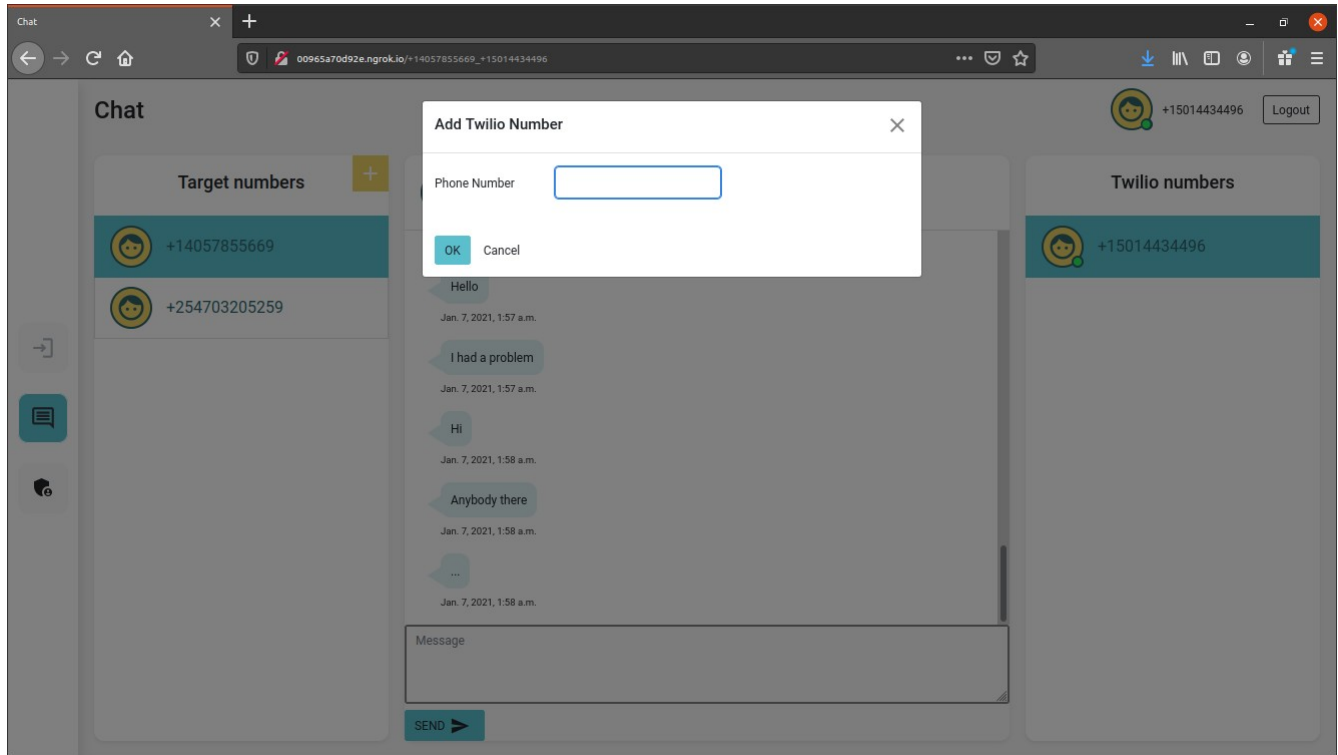 Chat
00965a70d92e.ngrok.io/+14057855669_+15014434496
Chat
+15014434496
Logout
Add Twilio Number
Phone Number
OK
Cancel
Target numbers
+
+14057855669
+254703205259
Hello
Jan. 7, 2021, 1:57 a.m.
I had a problem
Jan. 7, 2021, 1:57 a.m.
Hi
Jan. 7, 2021, 1:58 a.m.
Anybody there
Jan. 7, 2021, 1:58 a.m.
...
Jan. 7, 2021, 1:58 a.m.
Message
SEND
Twilio numbers
+15014434496